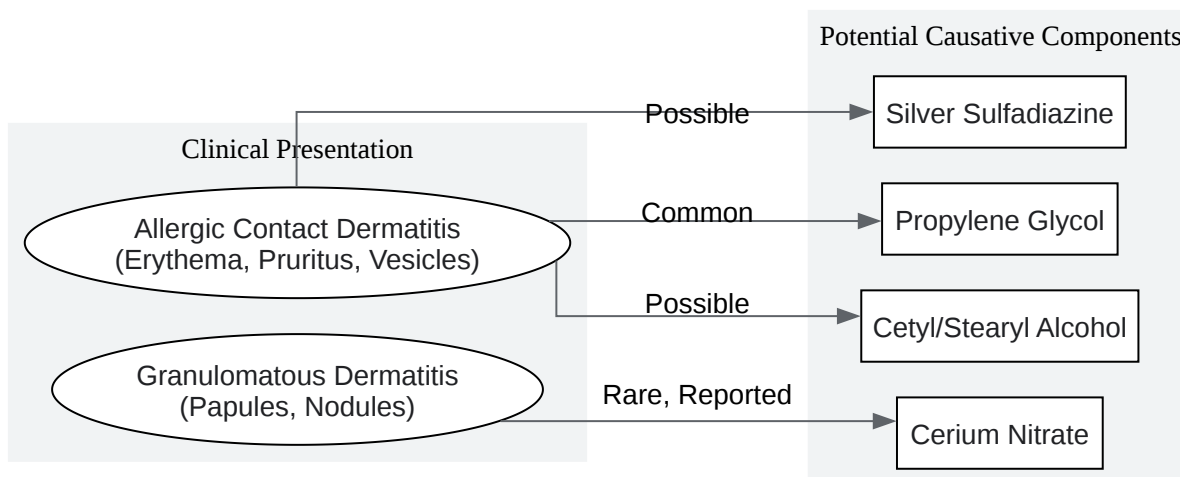 Potential Causative Components
Possible
Silver Sulfadiazine
Clinical Presentation
Allergic Contact Dermatitis
(Erythema, Pruritus, Vesicles)
Common
Propylene Glycol
Possible
Cetyl/Stearyl Alcohol
Granulomatous Dermatitis
(Papules, Nodules)
Rare, Reported
Cerium Nitrate